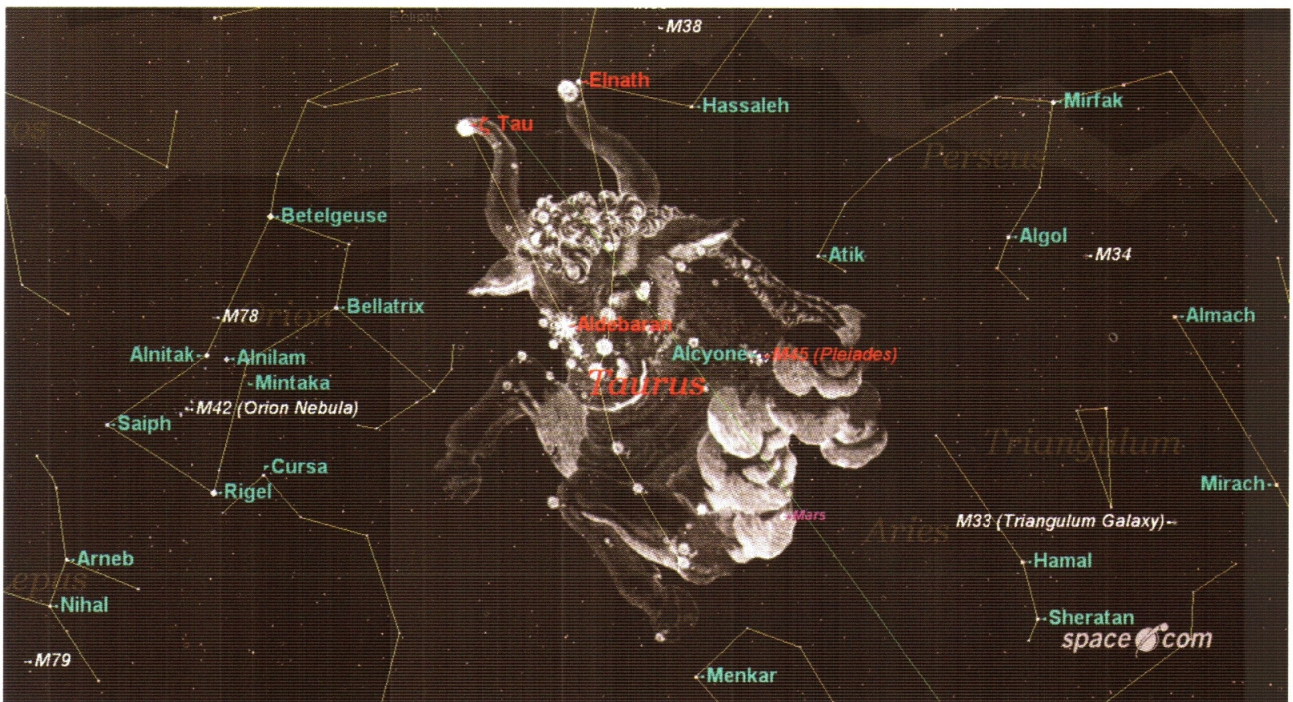 Ecliptic
M38
Elnath
Hassaleh
Mirfak
ζ Tau
Perseus
Betelgeuse
Algol
Atik
M34
Bellatrix
M78
Orion
Almach
Aldebaran
Alnitak
Alnilam
Alcyone
M45 (Pleiades)
Mintaka
Taurus
M42 (Orion Nebula)
Saiph
Triangulum
Cursa
Rigel
Mirach
Mars
M33 (Triangulum Galaxy)
Aries
Arneb
Hamal
epus
Nihal
Sheratan
space.com
M79
Menkar